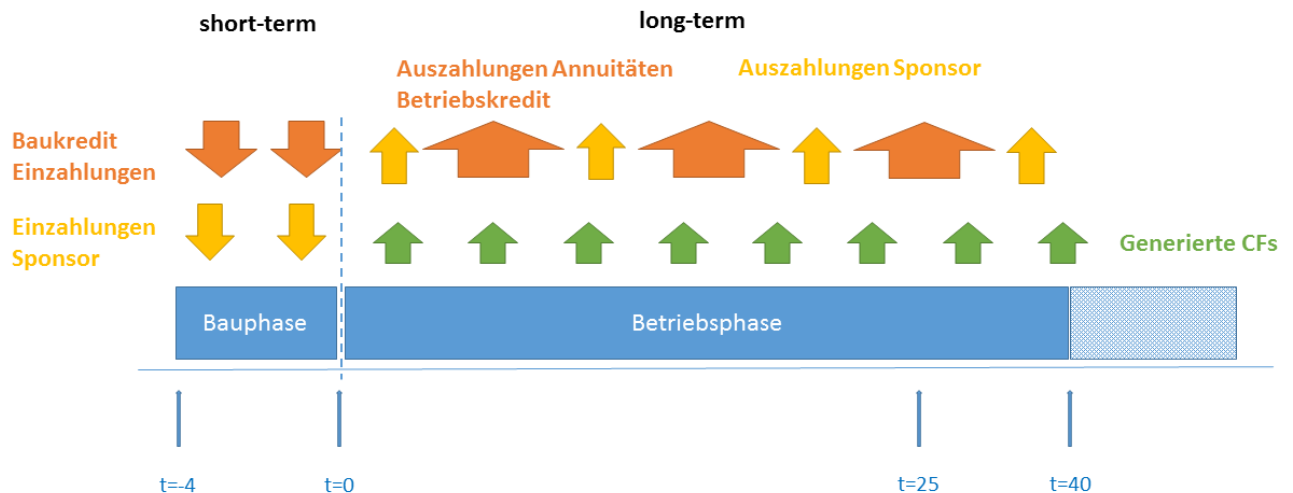 short-term
long-term
Auszahlungen Annuitäten
Betriebskredit
Auszahlungen Sponsor
Baukredit
Einzahlungen
Einzahlungen
Sponsor
Generierte CFs
Bauphase
Betriebsphase
t=-4
t=0
t=25
t=40